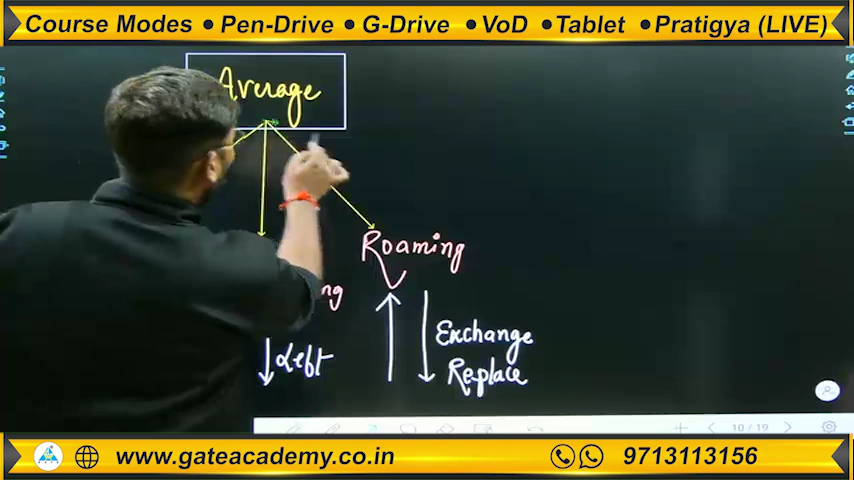 Course Modes • Pen-Drive • G-Drive • VoD • Tablet • Pratigya (LIVE)
Average
Roaming
ng
Left
Exchange
Replace
10 / 19
www.gateacademy.co.in
9713113156